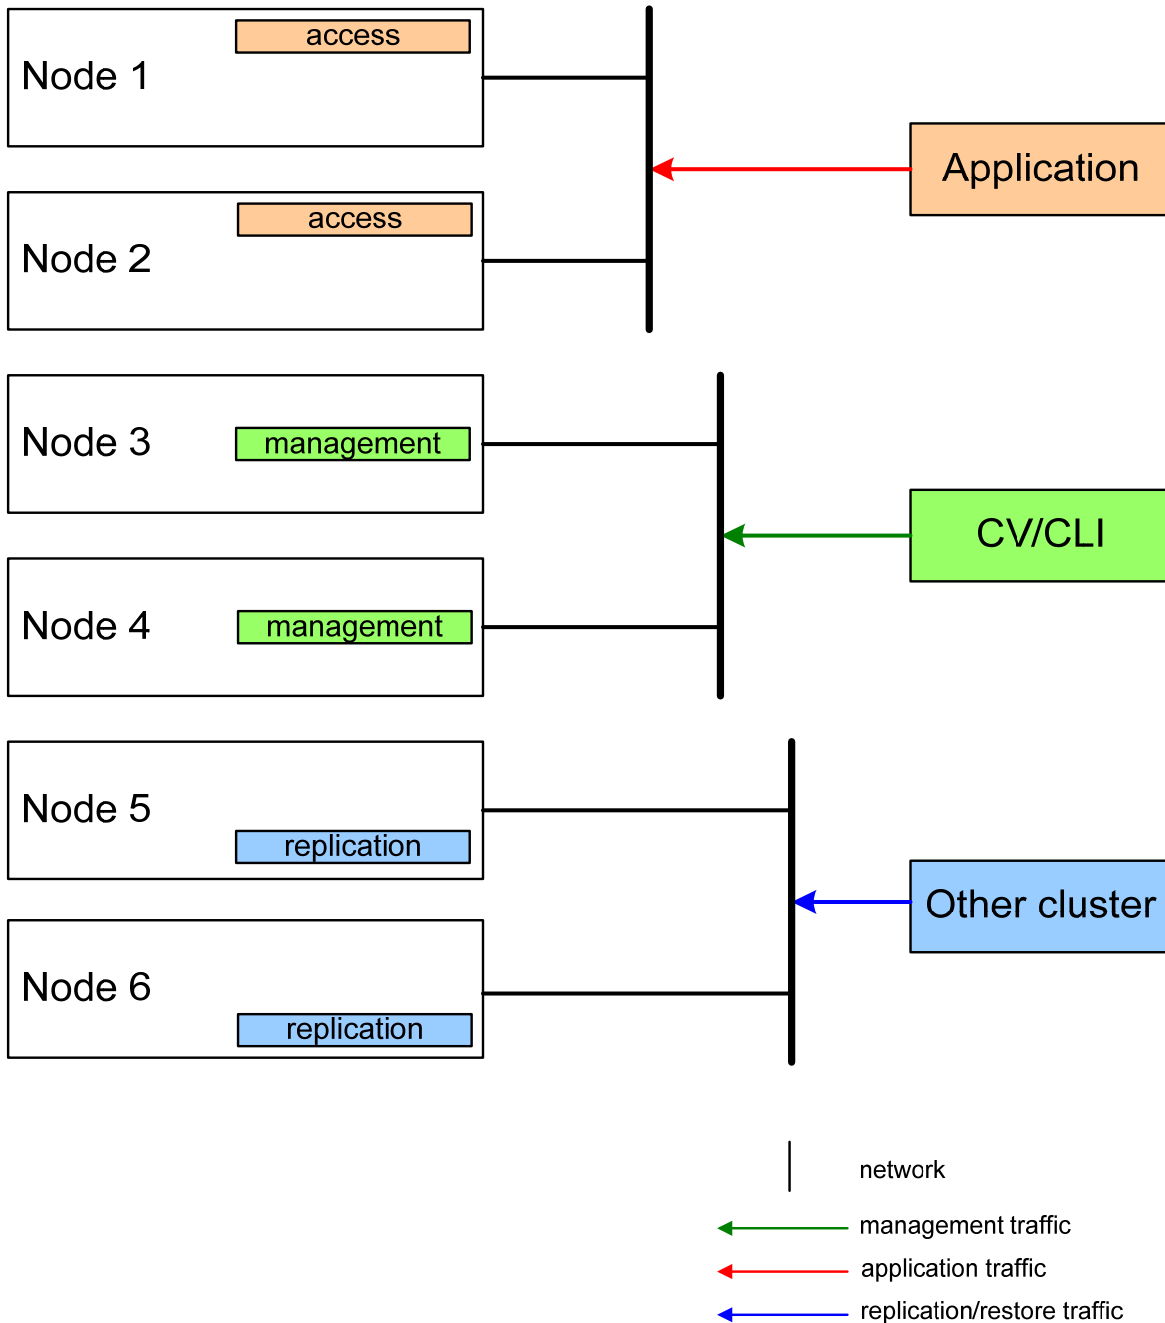 access
Node 1
Application
access
Node 2
management
Node 3
CV/CLI
management
Node 4
Node 5
replication
Other cluster
Node 6
replication
network
management traffic
application traffic
replication/restore traffic